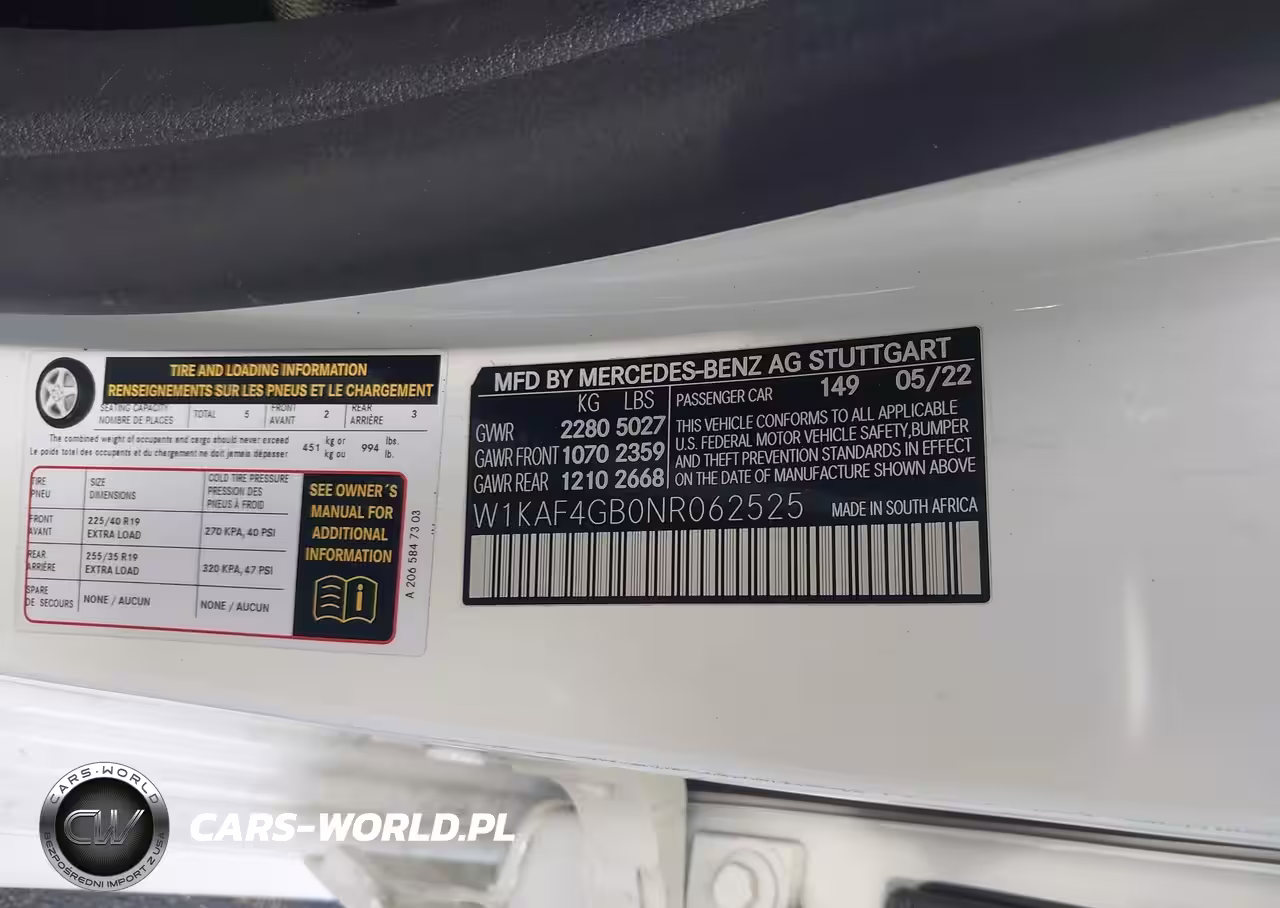 TIRE AND LOADING INFORMATION
RENSEIGNEMENTS SUR LES PNEUS ET LE CHARGEMENT
SEATING CAPACITY TOTAL 5 FRONT 2 REAR 3
NOMBRE DE PLACES AVANT ARRIÈRE
The combined weight of occupants and cargo should never exceed 451 kg or 994 lbs.
Le poids total des occupants et du chargement ne doit jamais dépasser kg ou lb.
TIRE SIZE COLD TIRE PRESSURE
PNEU DIMENSIONS PRESSION DES
PNEUS À FROID
FRONT 225/40 R19 270 KPA, 40 PSI
AVANT EXTRA LOAD
REAR 255/35 R19 320 KPA, 47 PSI
ARRIÈRE EXTRA LOAD
SPARE NONE / AUCUN NONE / AUCUN
DE SECOURS
SEE OWNER´S
MANUAL FOR
ADDITIONAL
INFORMATION
i
A 206 584 73 03
MFD BY MERCEDES-BENZ AG STUTTGART
KG LBS PASSENGER CAR 149 05/22
GWWR 2280 5027
GAWR FRONT 1070 2359
GAWR REAR 1210 2668
THIS VEHICLE CONFORMS TO ALL APPLICABLE
U.S. FEDERAL MOTOR VEHICLE SAFETY,BUMPER
AND THEFT PREVENTION STANDARDS IN EFFECT
ON THE DATE OF MANUFACTURE SHOWN ABOVE
W1KAF4GB0NR062525 MADE IN SOUTH AFRICA
CARS-WORLD
CW
BEZPOŚREDNI IMPORT Z USA
CARS-WORLD.PL